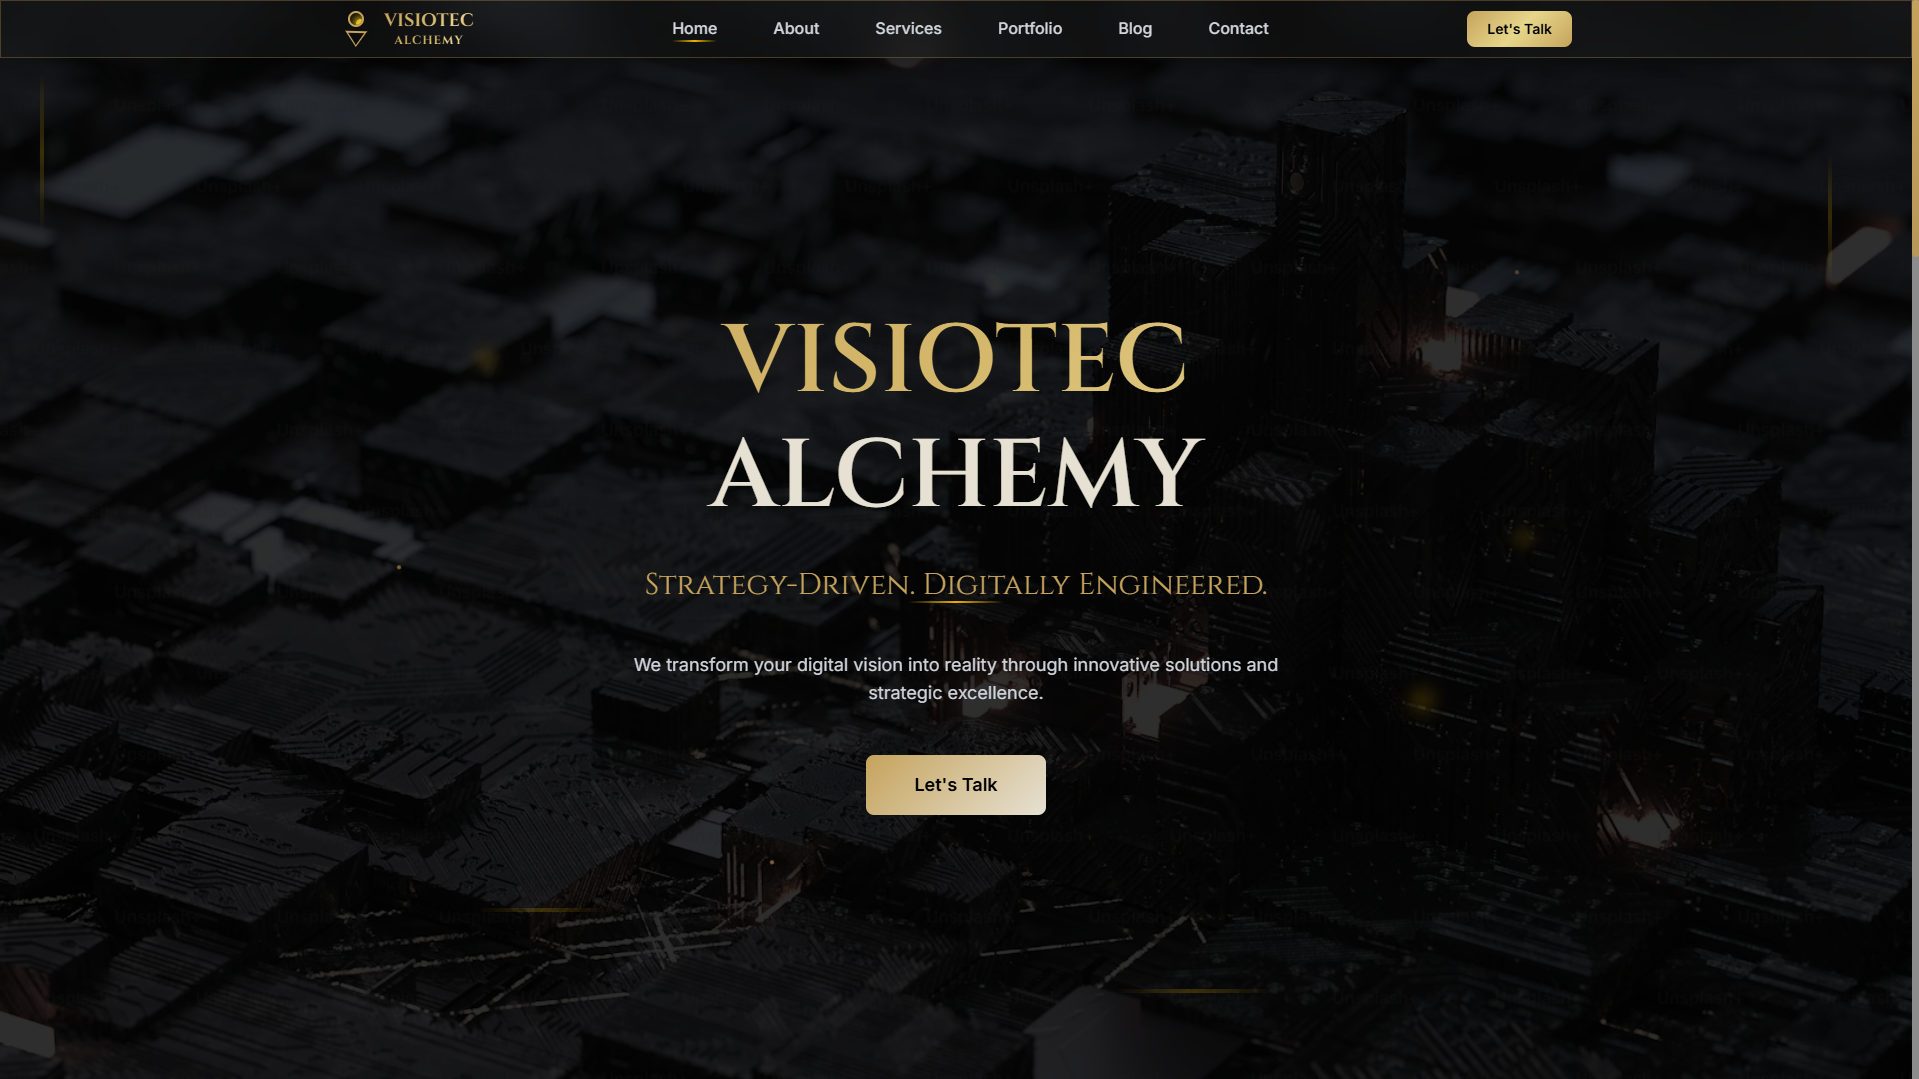 VISIOTEC
ALCHEMY
Home
About
Services
Portfolio
Blog
Contact
Let's Talk
VISIOTEC
ALCHEMY
Strategy-Driven. Digitally Engineered.
We transform your digital vision into reality through innovative solutions and
strategic excellence.
Let's Talk